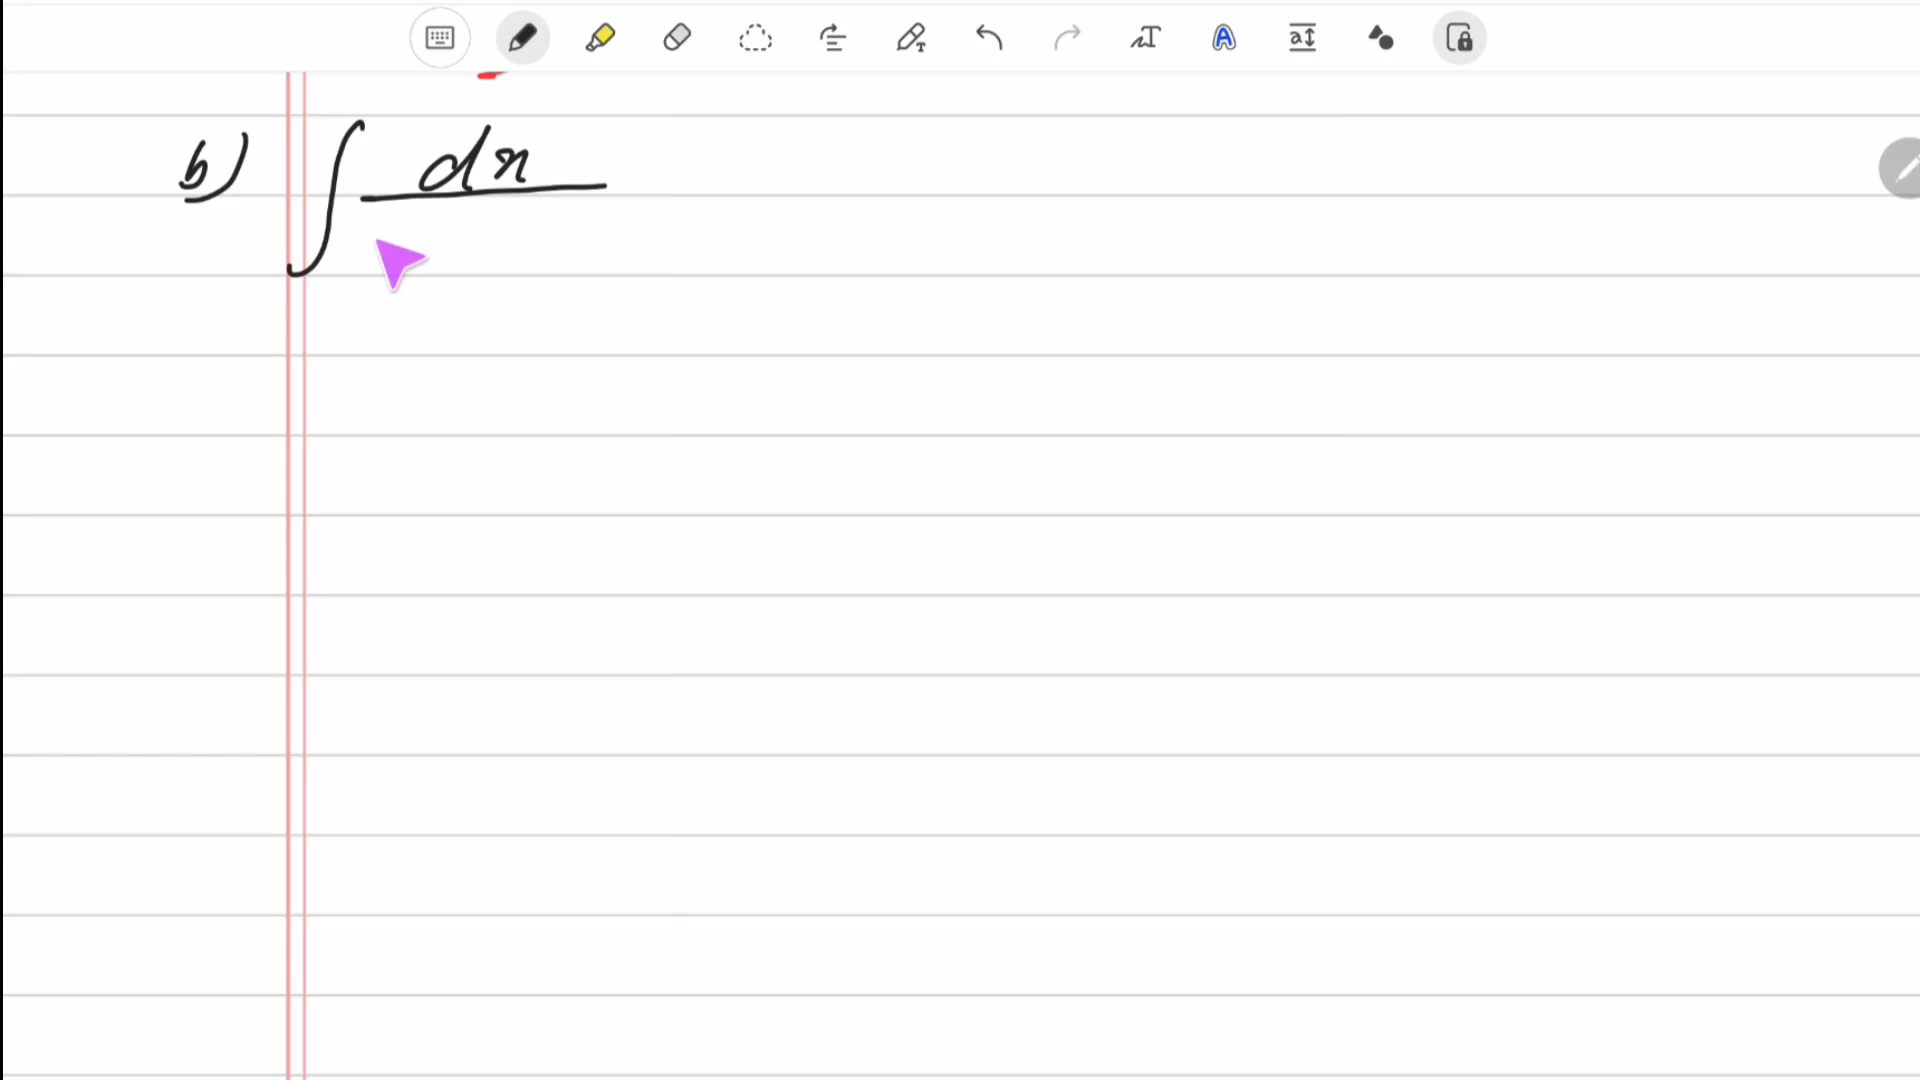 b) ∫ dx